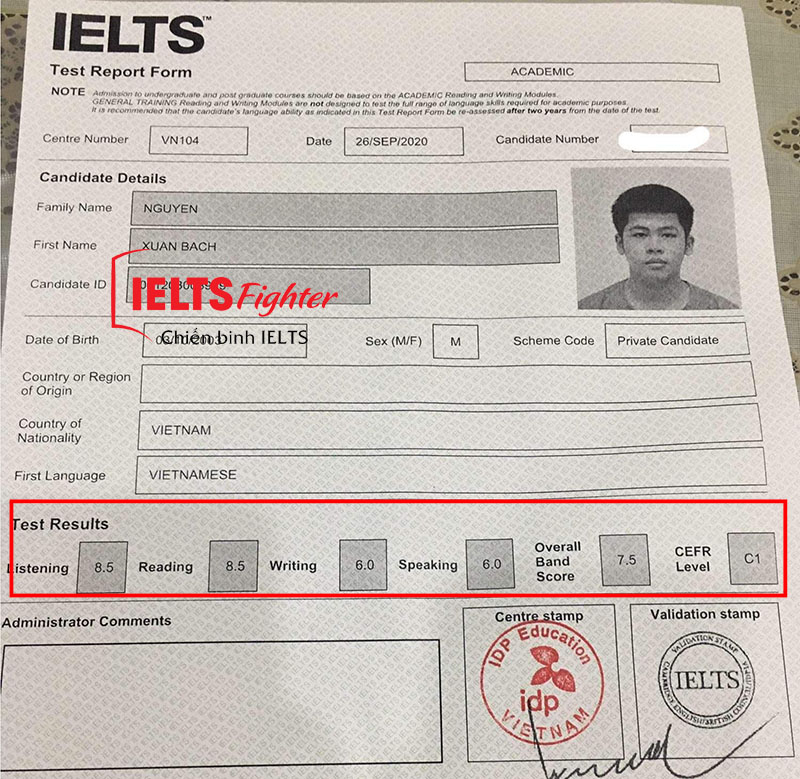 IELTS™
Test Report Form
ACADEMIC
NOTE Admission to undergraduate and post graduate courses should be based on the ACADEMIC Reading and Writing Modules.
GENERAL TRAINING Reading and Writing Modules are not designed to test the full range of language skills required for academic purposes.
It is recommended that the candidate's language ability as indicated in this Test Report Form be re-assessed after two years from the date of the test.
Centre Number VN104 Date 26/SEP/2020 Candidate Number
Candidate Details
Family Name NGUYEN
First Name XUAN BACH
Candidate ID
IELTS Fighter
Chiến binh IELTS
Date of Birth Sex (M/F) M Scheme Code Private Candidate
Country or Region
of Origin
Country of
Nationality VIETNAM
First Language VIETNAMESE
Test Results
Listening 8.5 Reading 8.5 Writing 6.0 Speaking 6.0 Overall Band Score 7.5 CEFR Level C1
Administrator Comments
Centre stamp
IDP Education
idp
VIETNAM
Validation stamp
VALIDATION STAMP
IELTS